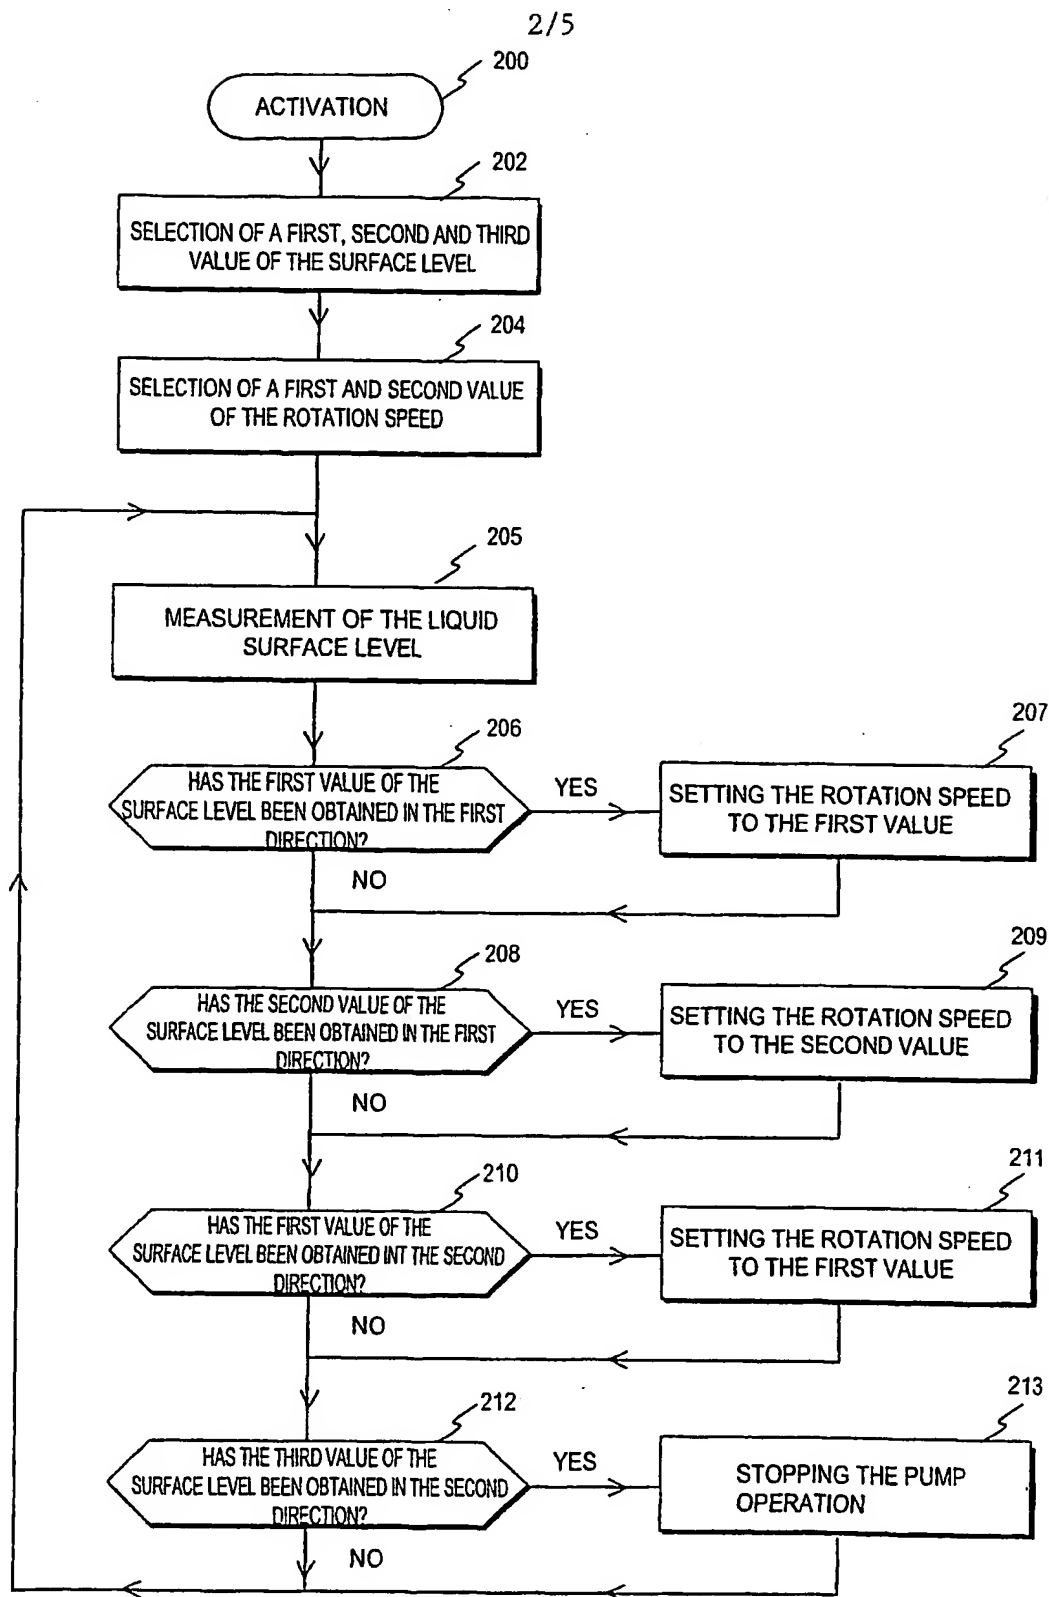 2/5
200
ACTIVATION
202
SELECTION OF A FIRST, SECOND AND THIRD
VALUE OF THE SURFACE LEVEL
204
SELECTION OF A FIRST AND SECOND VALUE
OF THE ROTATION SPEED
205
MEASUREMENT OF THE LIQUID
SURFACE LEVEL
206
HAS THE FIRST VALUE OF THE
SURFACE LEVEL BEEN OBTAINED IN THE FIRST
DIRECTION?
YES
207
SETTING THE ROTATION SPEED
TO THE FIRST VALUE
NO
208
HAS THE SECOND VALUE OF THE
SURFACE LEVEL BEEN OBTAINED IN THE FIRST
DIRECTION?
YES
209
SETTING THE ROTATION SPEED
TO THE SECOND VALUE
NO
210
HAS THE FIRST VALUE OF THE
SURFACE LEVEL BEEN OBTAINED INT THE SECOND
DIRECTION?
YES
211
SETTING THE ROTATION SPEED
TO THE FIRST VALUE
NO
212
HAS THE THIRD VALUE OF THE
SURFACE LEVEL BEEN OBTAINED IN THE SECOND
DIRECTION?
YES
213
STOPPING THE PUMP
OPERATION
NO